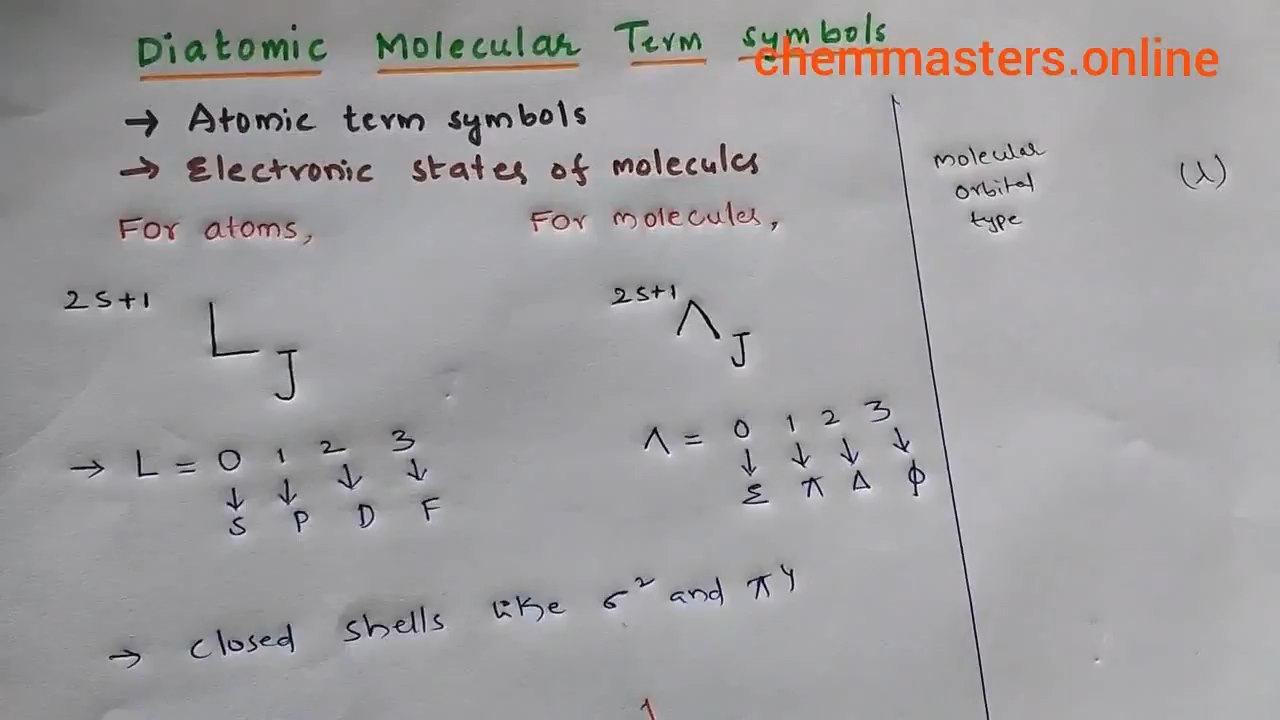 Diatomic Molecular Term symbols
chemmasters.online
→ Atomic term symbols
→ Electronic states of molecules
For atoms,
For molecules,
2S+1
L
J
2S+1
Λ
J
→ L = 0 1 2 3
↓ ↓ ↓ ↓
S P D F
Λ = 0 1 2 3
↓ ↓ ↓ ↓
Σ π Δ ϕ
→ closed shells like σ² and π⁴
molecular
orbital
type
(λ)
1